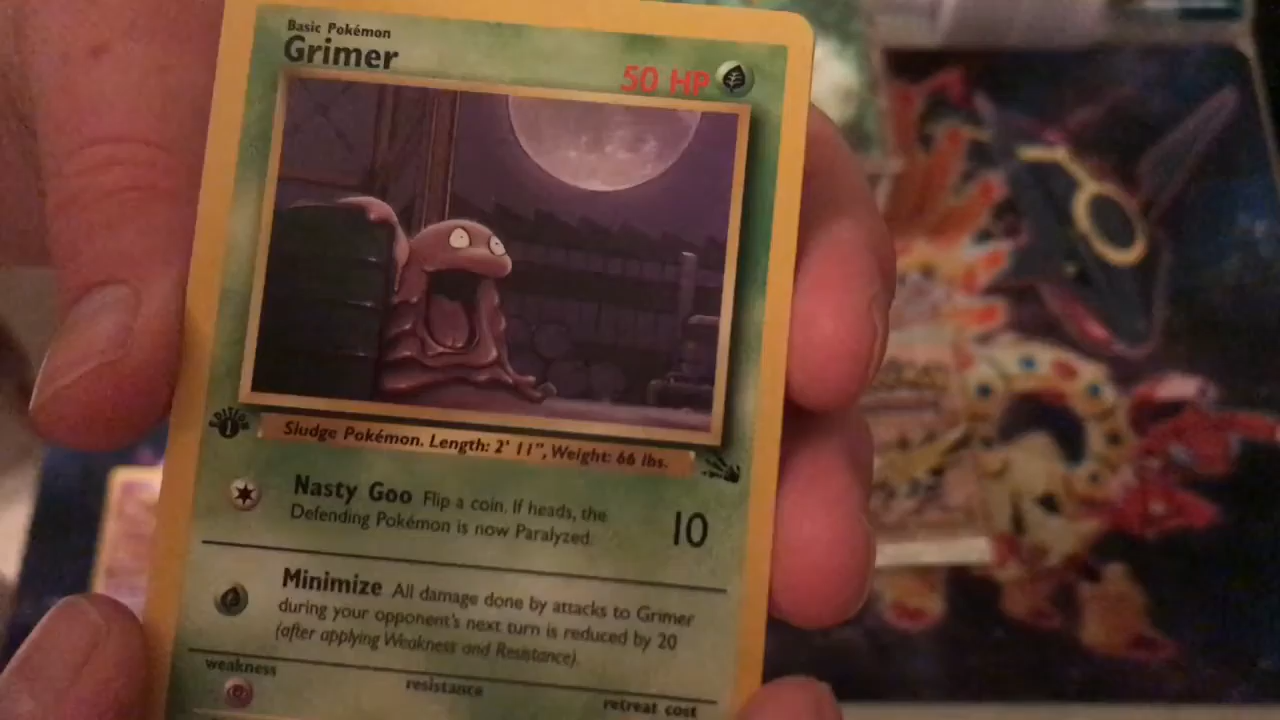 Basic Pokémon
Grimer
50 HP
EDITION
1
Sludge Pokémon. Length: 2' 11", Weight: 66 lbs.
Nasty Goo Flip a coin. If heads, the
Defending Pokémon is now Paralyzed.
10
Minimize All damage done by attacks to Grimer
during your opponent's next turn is reduced by 20
(after applying Weakness and Resistance).
weakness
resistance
retreat cost